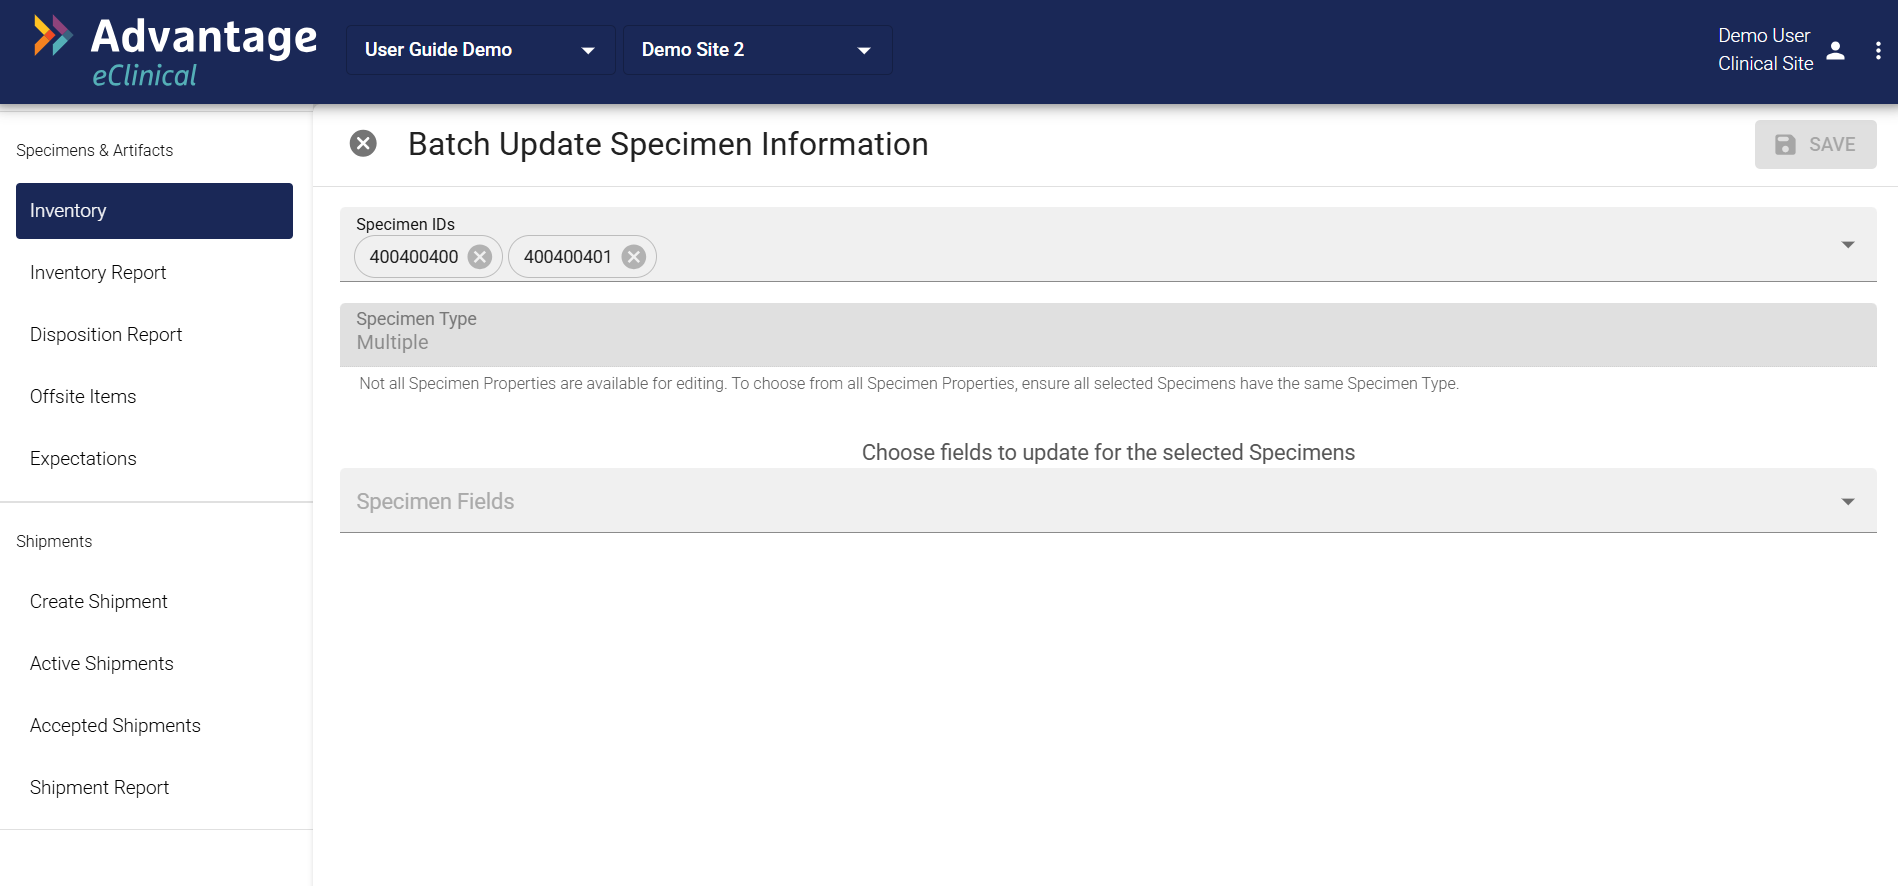 Advantage
eClinical
User Guide Demo
Demo Site 2
Demo User
Clinical Site
Specimens & Artifacts
Inventory
Inventory Report
Disposition Report
Offsite Items
Expectations
Shipments
Create Shipment
Active Shipments
Accepted Shipments
Shipment Report
Batch Update Specimen Information
SAVE
Specimen IDs
400400400
400400401
Specimen Type
Multiple
Not all Specimen Properties are available for editing. To choose from all Specimen Properties, ensure all selected Specimens have the same Specimen Type.
Choose fields to update for the selected Specimens
Specimen Fields